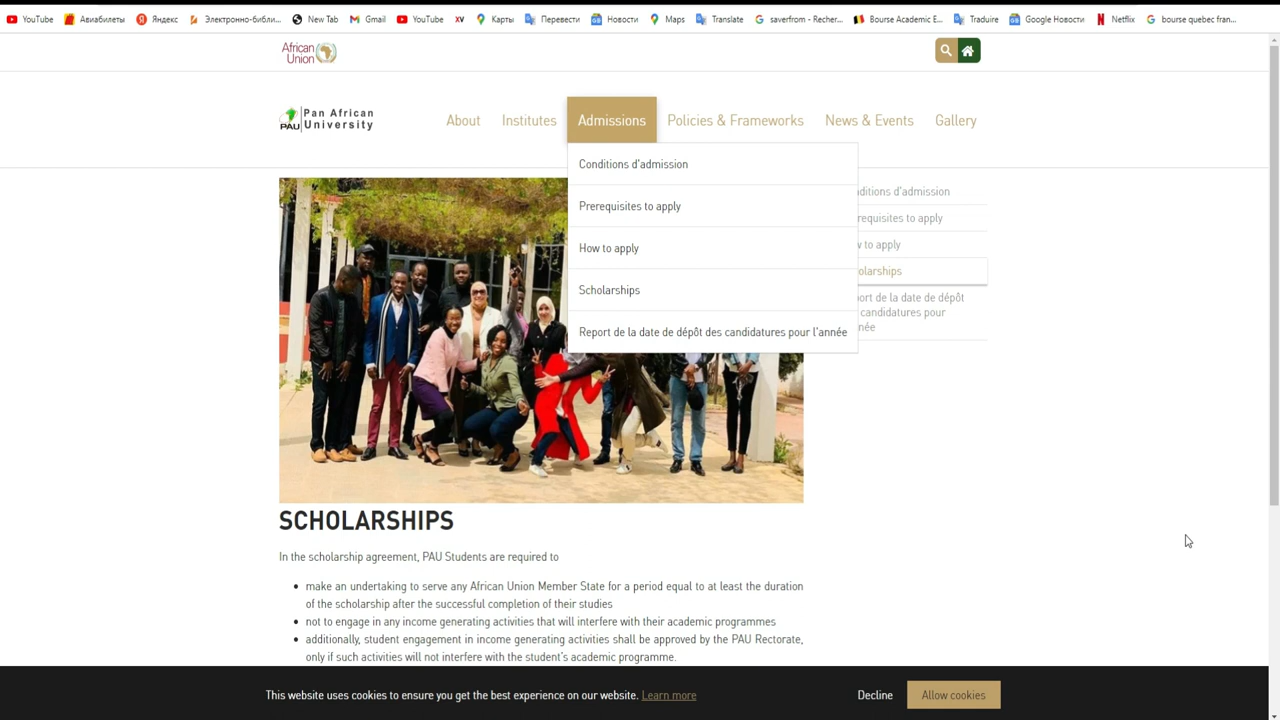 YouTube Авиабилеты Яндекс Электронно-библи... New Tab Gmail YouTube XV Карты Перевести Новости Maps Translate saverfrom - Recher... Bourse Academic E... Traduire Google Новости Netflix bourse quebec fran...
African
Union
Pan African
PAU University
About Institutes Admissions Policies & Frameworks News & Events Gallery
Conditions d'admission
Prerequisites to apply
How to apply
Scholarships
Report de la date de dépôt des candidatures pour l'année
ditions d'admission
requisites to apply
to apply
olarships
ort de la date de dépôt
candidatures pour
née
SCHOLARSHIPS
In the scholarship agreement, PAU Students are required to
• make an undertaking to serve any African Union Member State for a period equal to at least the duration
of the scholarship after the successful completion of their studies
• not to engage in any income generating activities that will interfere with their academic programmes
• additionally, student engagement in income generating activities shall be approved by the PAU Rectorate,
only if such activities will not interfere with the student's academic programme.
This website uses cookies to ensure you get the best experience on our website. Learn more
Decline Allow cookies